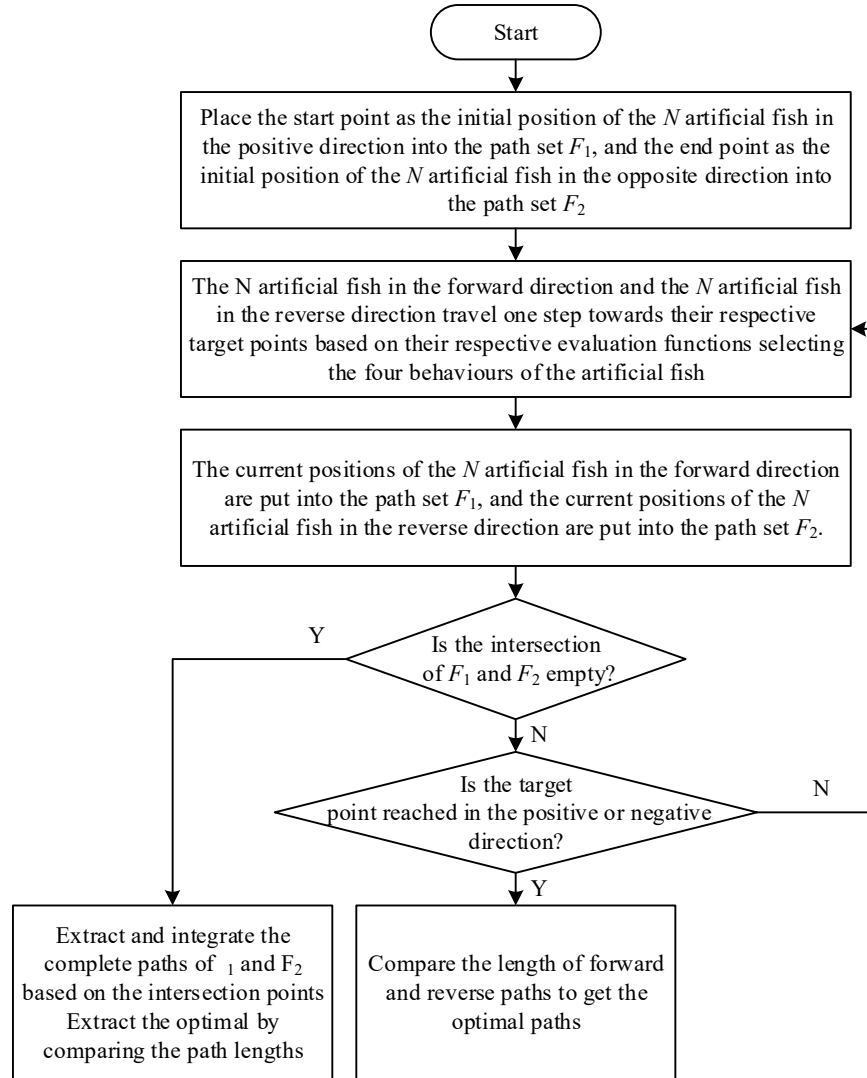 Start
Place the start point as the initial position of the N artificial fish in
the positive direction into the path set F₁, and the end point as the
initial position of the N artificial fish in the opposite direction into
the path set F₂
The N artificial fish in the forward direction and the N artificial fish
in the reverse direction travel one step towards their respective
target points based on their respective evaluation functions selecting
the four behaviours of the artificial fish
The current positions of the N artificial fish in the forward direction
are put into the path set F₁, and the current positions of the N
artificial fish in the reverse direction are put into the path set F₂.
Y
Is the intersection
of F₁ and F₂ empty?
N
Is the target
point reached in the positive or negative
direction?
N
Y
Extract and integrate the
complete paths of ₁ and F₂
based on the intersection points
Extract the optimal by
comparing the path lengths
Compare the length of forward
and reverse paths to get the
optimal paths